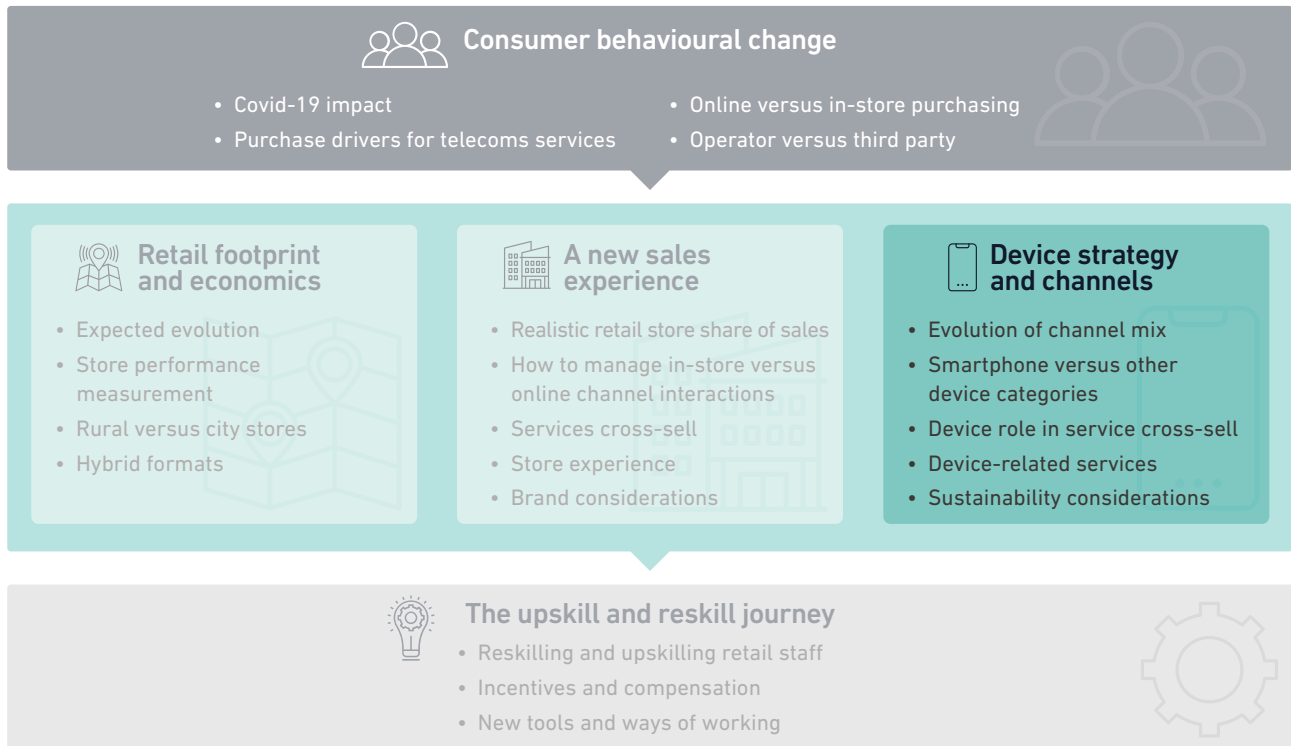 Consumer behavioural change
• Covid-19 impact
• Purchase drivers for telecoms services
• Online versus in-store purchasing
• Operator versus third party
Retail footprint
and economics
• Expected evolution
• Store performance
measurement
• Rural versus city stores
• Hybrid formats
A new sales
experience
• Realistic retail store share of sales
• How to manage in-store versus
online channel interactions
• Services cross-sell
• Store experience
• Brand considerations
Device strategy
and channels
• Evolution of channel mix
• Smartphone versus other
device categories
• Device role in service cross-sell
• Device-related services
• Sustainability considerations
The upskill and reskill journey
• Reskilling and upskilling retail staff
• Incentives and compensation
• New tools and ways of working